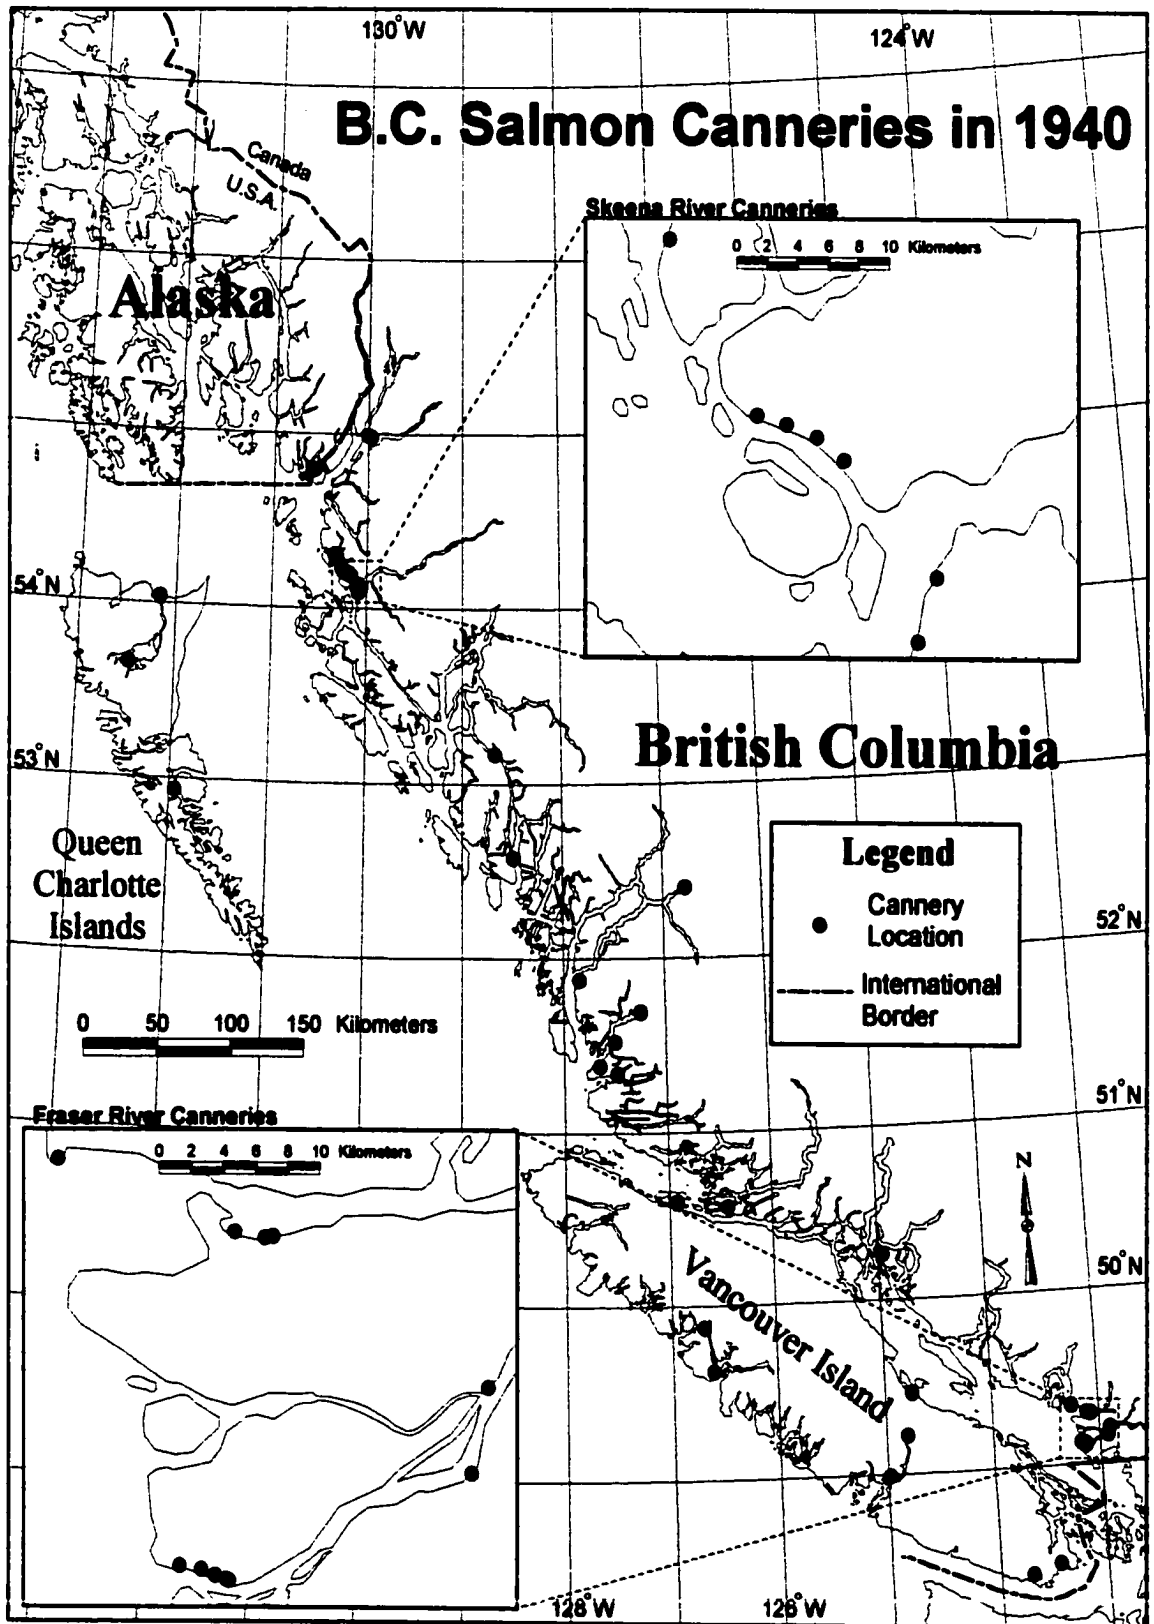 130°W
124°W
B.C. Salmon Canneries in 1940
Canada
U.S.A.
Skeena River Canneries
0 2 4 6 8 10 Kilometers
Alaska
54°N
53°N
British Columbia
Queen
Charlotte
Islands
Legend
Cannery
Location
International
Border
52°N
0 50 100 150 Kilometers
51°N
Fraser River Canneries
0 2 4 6 8 10 Kilometers
N
50°N
Vancouver Island
128°W
126°W